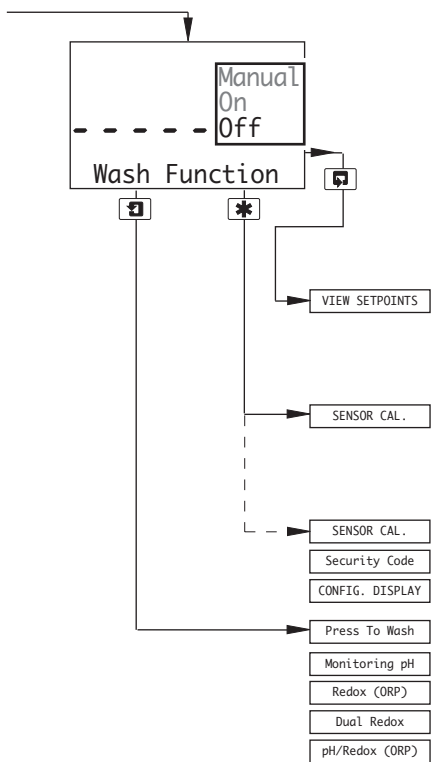 Manual
On
- - - - - Off
Wash Function
VIEW SETPOINTS
SENSOR CAL.
SENSOR CAL.
Security Code
CONFIG. DISPLAY
Press To Wash
Monitoring pH
Redox (ORP)
Dual Redox
pH/Redox (ORP)